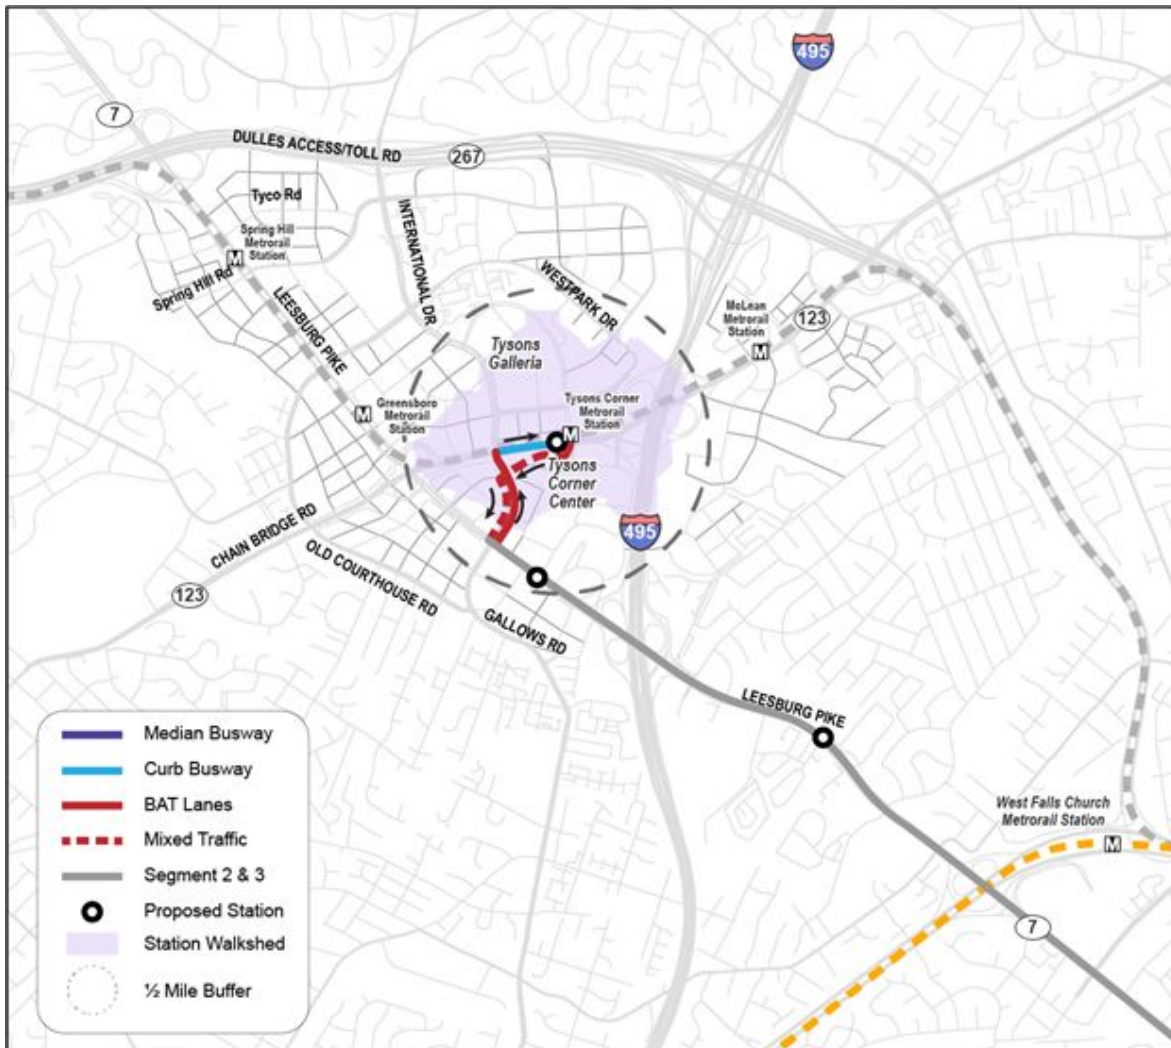 495
7
DULLES ACCESS/TOLL RD
267
Tyco Rd
Spring Hill
Metrorail
Station
M
Spring Hill Rd
INTERNATIONAL DR
WESTPARK DR
LEESBURG PIKE
McLean
Metrorail
Station
123
M
Tysons
Galleria
Greensboro
Metrorail
Station
M
Tysons Corner
Metrorail
Station
M
Tysons
Corner
Center
495
CHAIN BRIDGE RD
OLD COURTHOUSE RD
123
GALLOWS RD
LEESBURG PIKE
West Falls Church
Metrorail Station
M
7
Median Busway
Curb Busway
BAT Lanes
Mixed Traffic
Segment 2 & 3
Proposed Station
Station Walkshed
½ Mile Buffer